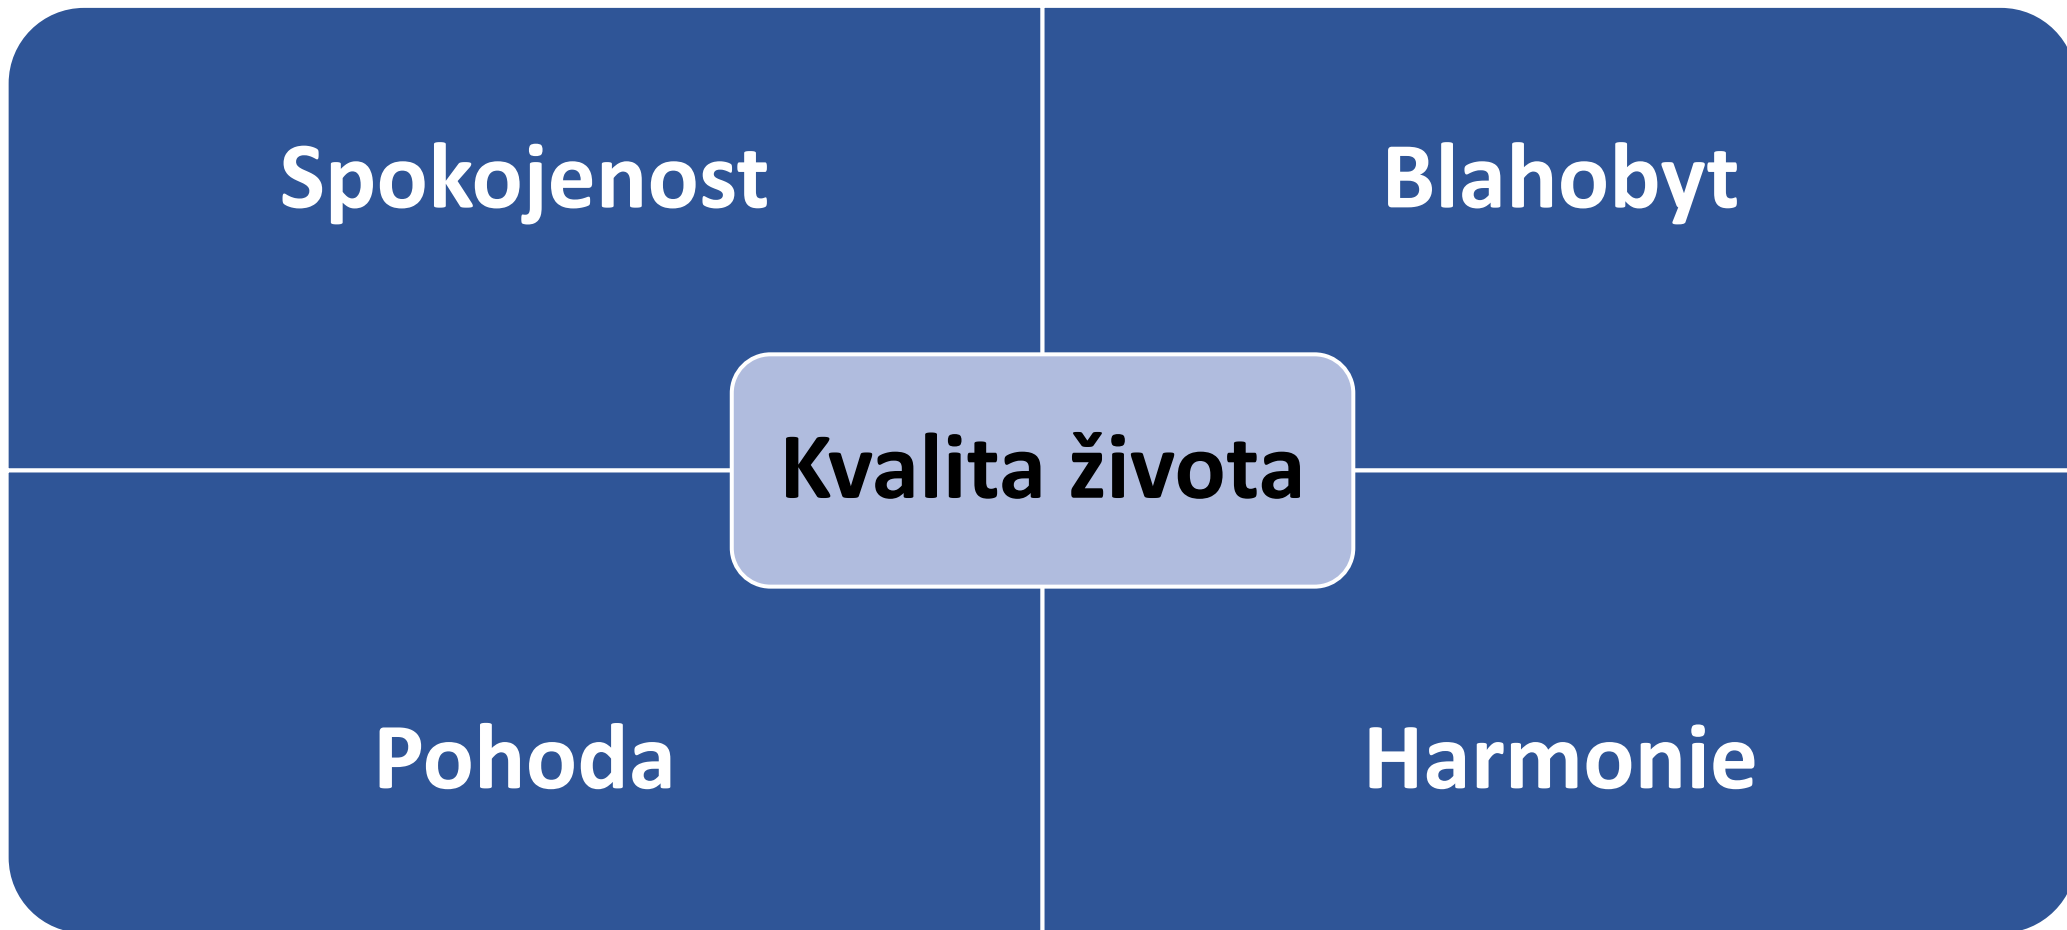 Spokojenost
Blahobyt
Kvalita života
Pohoda
Harmonie